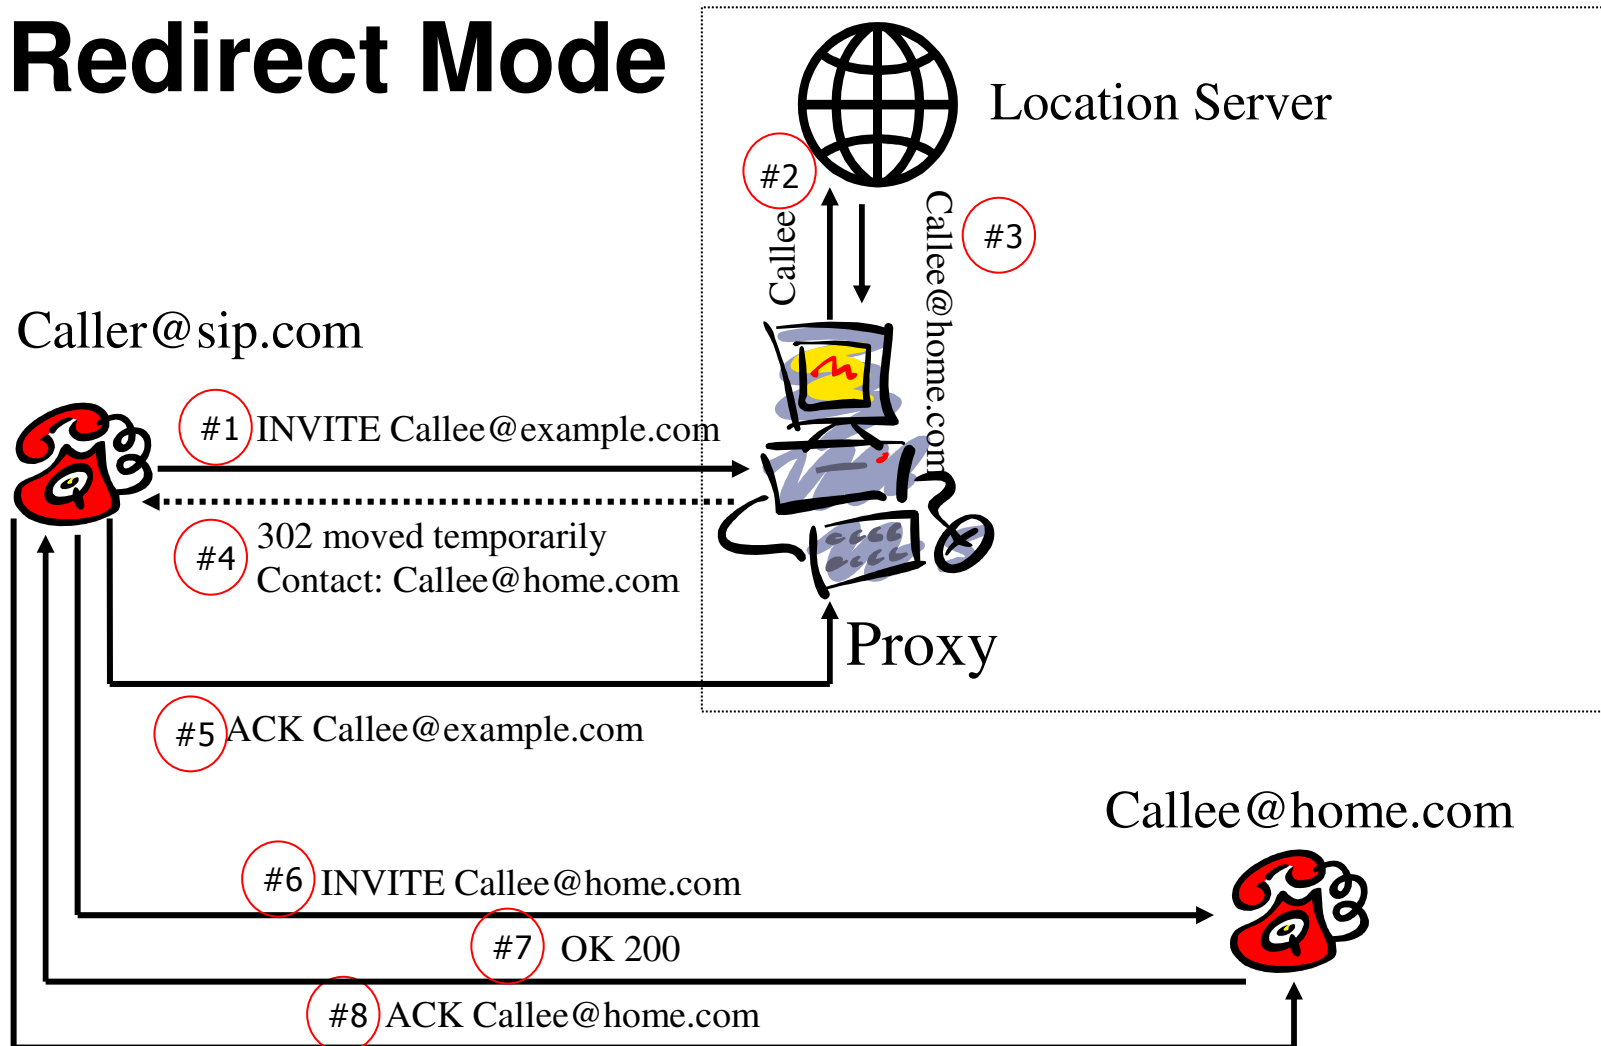 Redirect Mode
Location Server
#2
Callee
Callee@home.com
#3
Caller@sip.com
#1 INVITE Callee@example.com
#4 302 moved temporarily
Contact: Callee@home.com
Proxy
#5 ACK Callee@example.com
Callee@home.com
#6 INVITE Callee@home.com
#7 OK 200
#8 ACK Callee@home.com